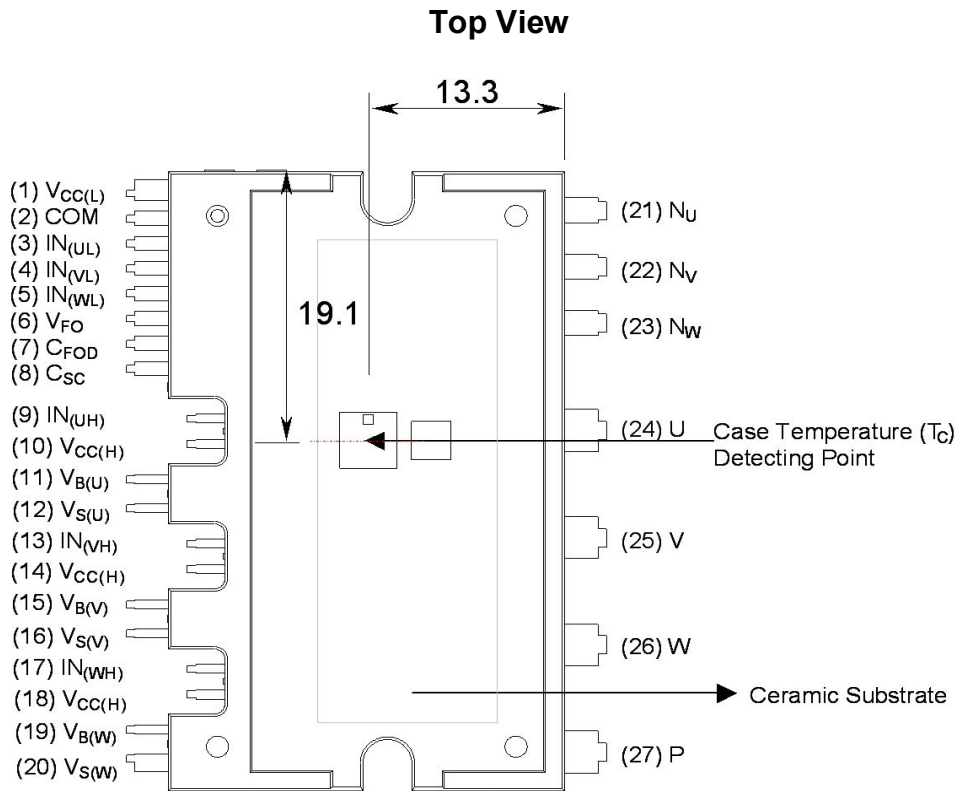 Top View
13.3
19.1
(1) VCC(L)
(2) COM
(3) IN(UL)
(4) IN(VL)
(5) IN(WL)
(6) VFO
(7) CFOD
(8) CSC
(9) IN(UH)
(10) VCC(H)
(11) VB(U)
(12) VS(U)
(13) IN(VH)
(14) VCC(H)
(15) VB(V)
(16) VS(V)
(17) IN(WH)
(18) VCC(H)
(19) VB(W)
(20) VS(W)
(21) NU
(22) NV
(23) NW
(24) U
(25) V
(26) W
(27) P
Case Temperature (TC)
Detecting Point
Ceramic Substrate